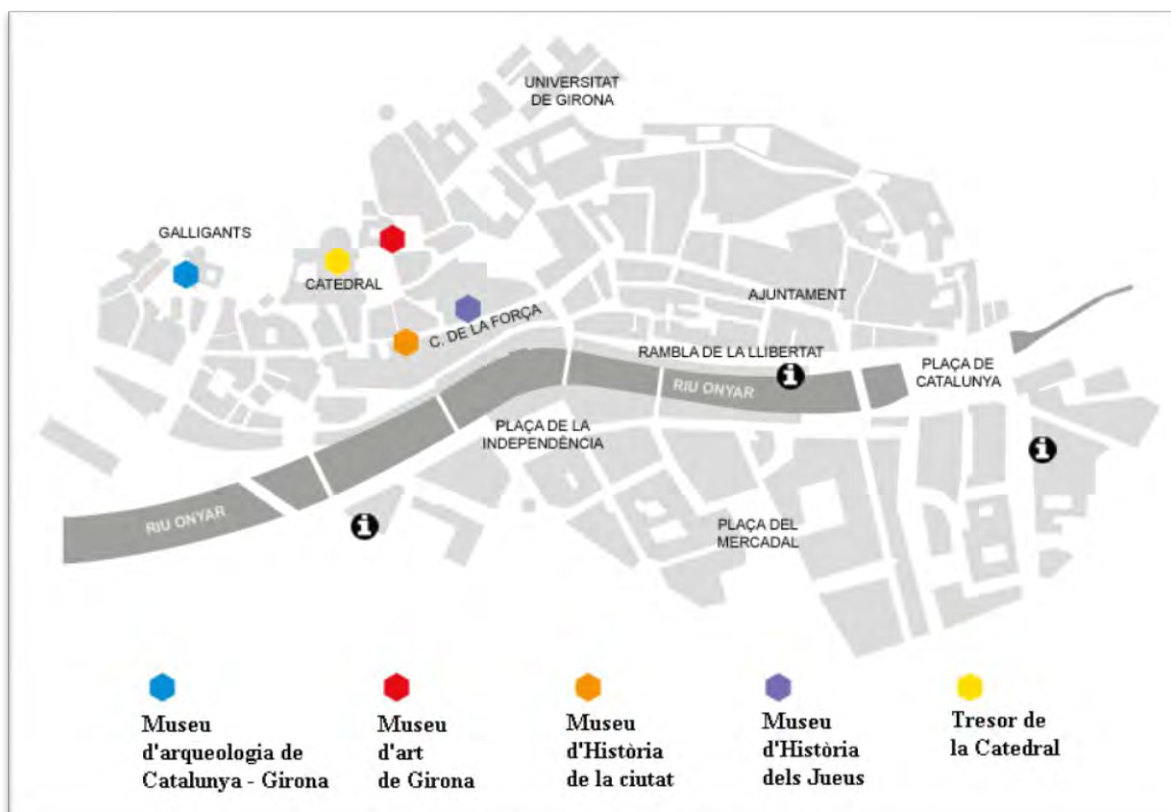 UNIVERSITAT
DE GIRONA
GALLIGANTS
CATEDRAL
C. DE LA FORÇA
AJUNTAMENT
RAMBLA DE LA LLIBERTAT
PLAÇA DE
CATALUNYA
i
RIU ONYAR
PLAÇA DE LA
INDEPENDÈNCIA
i
RIU ONYAR
i
PLAÇA DEL
MERCADAL
Museu
d'arqueologia de
Catalunya - Girona
Museu
d'art
de Girona
Museu
d'Història
de la ciutat
Museu
d'Història
dels Jueus
Tresor de
la Catedral